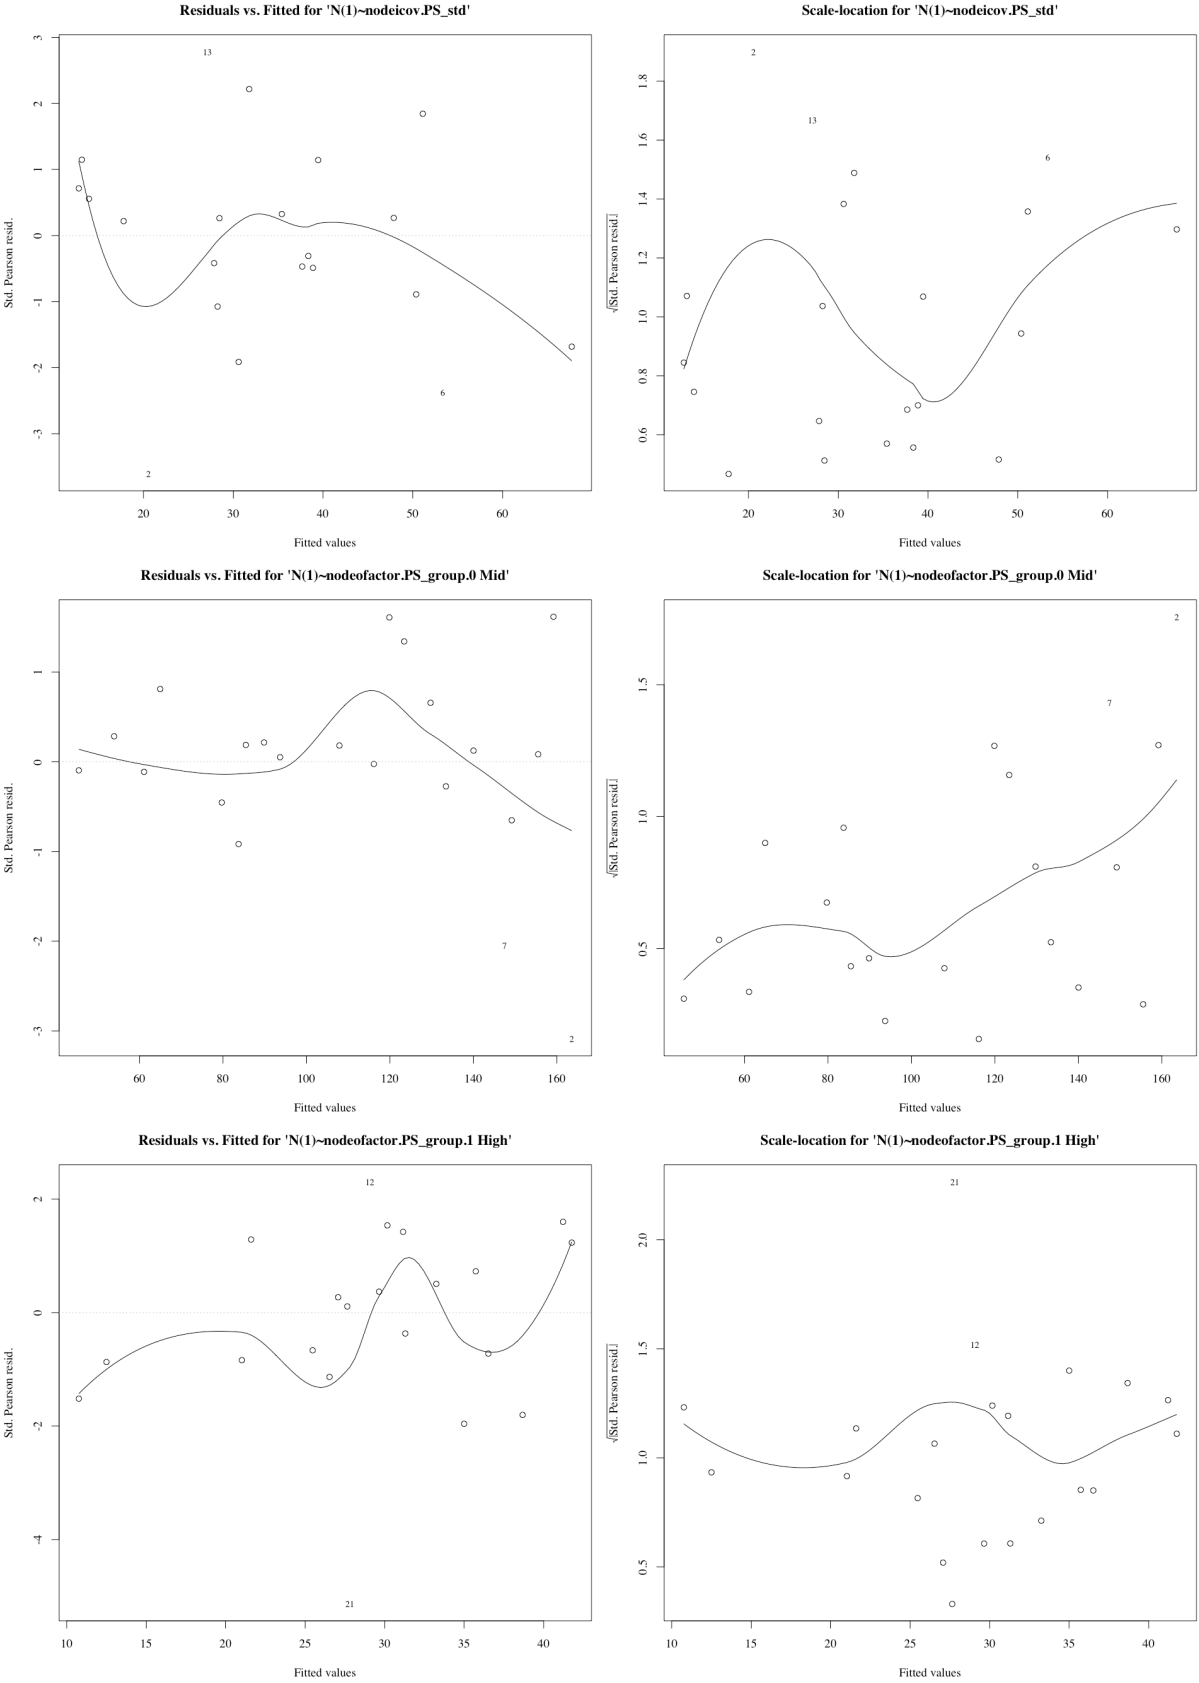 Residuals vs. Fitted for 'N(1)~nodeicov.PS_std'
Std. Pearson resid.
3
2
1
0
-1
-2
-3
13
6
2
20 30 40 50 60
Fitted values
Scale-location for 'N(1)~nodeicov.PS_std'
√|Std. Pearson resid.|
1.8
1.6
1.4
1.2
1.0
0.8
0.6
2
13
6
20 30 40 50 60
Fitted values
Residuals vs. Fitted for 'N(1)~nodeofactor.PS_group.0 Mid'
Std. Pearson resid.
1
0
-1
-2
-3
7
2
60 80 100 120 140 160
Fitted values
Scale-location for 'N(1)~nodeofactor.PS_group.0 Mid'
√|Std. Pearson resid.|
1.5
1.0
0.5
2
7
60 80 100 120 140 160
Fitted values
Residuals vs. Fitted for 'N(1)~nodeofactor.PS_group.1 High'
Std. Pearson resid.
2
0
-2
-4
12
21
10 15 20 25 30 35 40
Fitted values
Scale-location for 'N(1)~nodeofactor.PS_group.1 High'
√|Std. Pearson resid.|
2.0
1.5
1.0
0.5
21
12
10 15 20 25 30 35 40
Fitted values